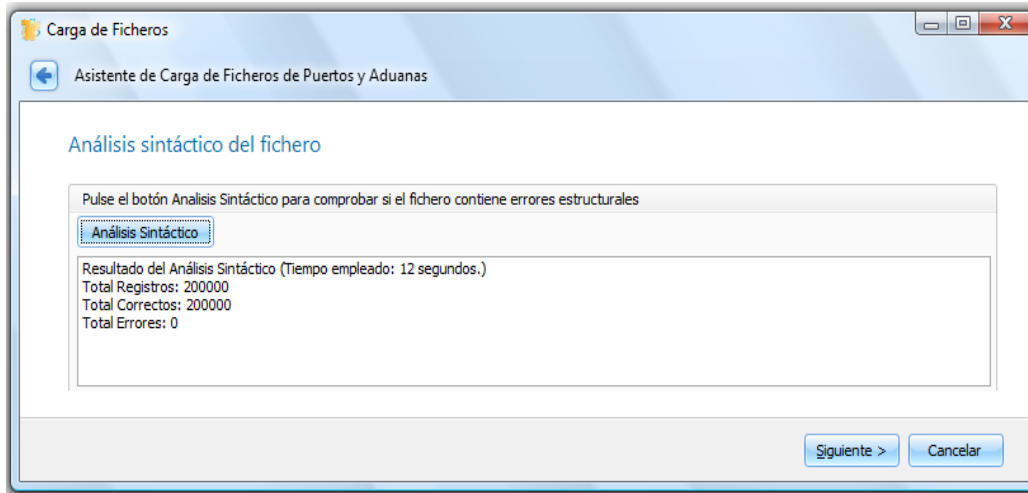 Carga de Ficheros
Asistente de Carga de Ficheros de Puertos y Aduanas
Análisis sintáctico del fichero
Pulse el botón Analisis Sintáctico para comprobar si el fichero contiene errores estructurales
Análisis Sintáctico
Resultado del Análisis Sintáctico (Tiempo empleado: 12 segundos.)
Total Registros: 200000
Total Correctos: 200000
Total Errores: 0
Siguiente > Cancelar